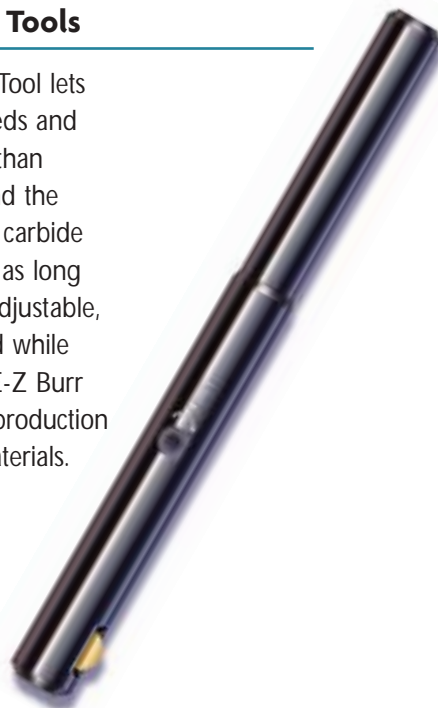 Tools
Tool lets
eds and
than
d the
carbide
as long
djustable,
d while
E-Z Burr
production
terials.